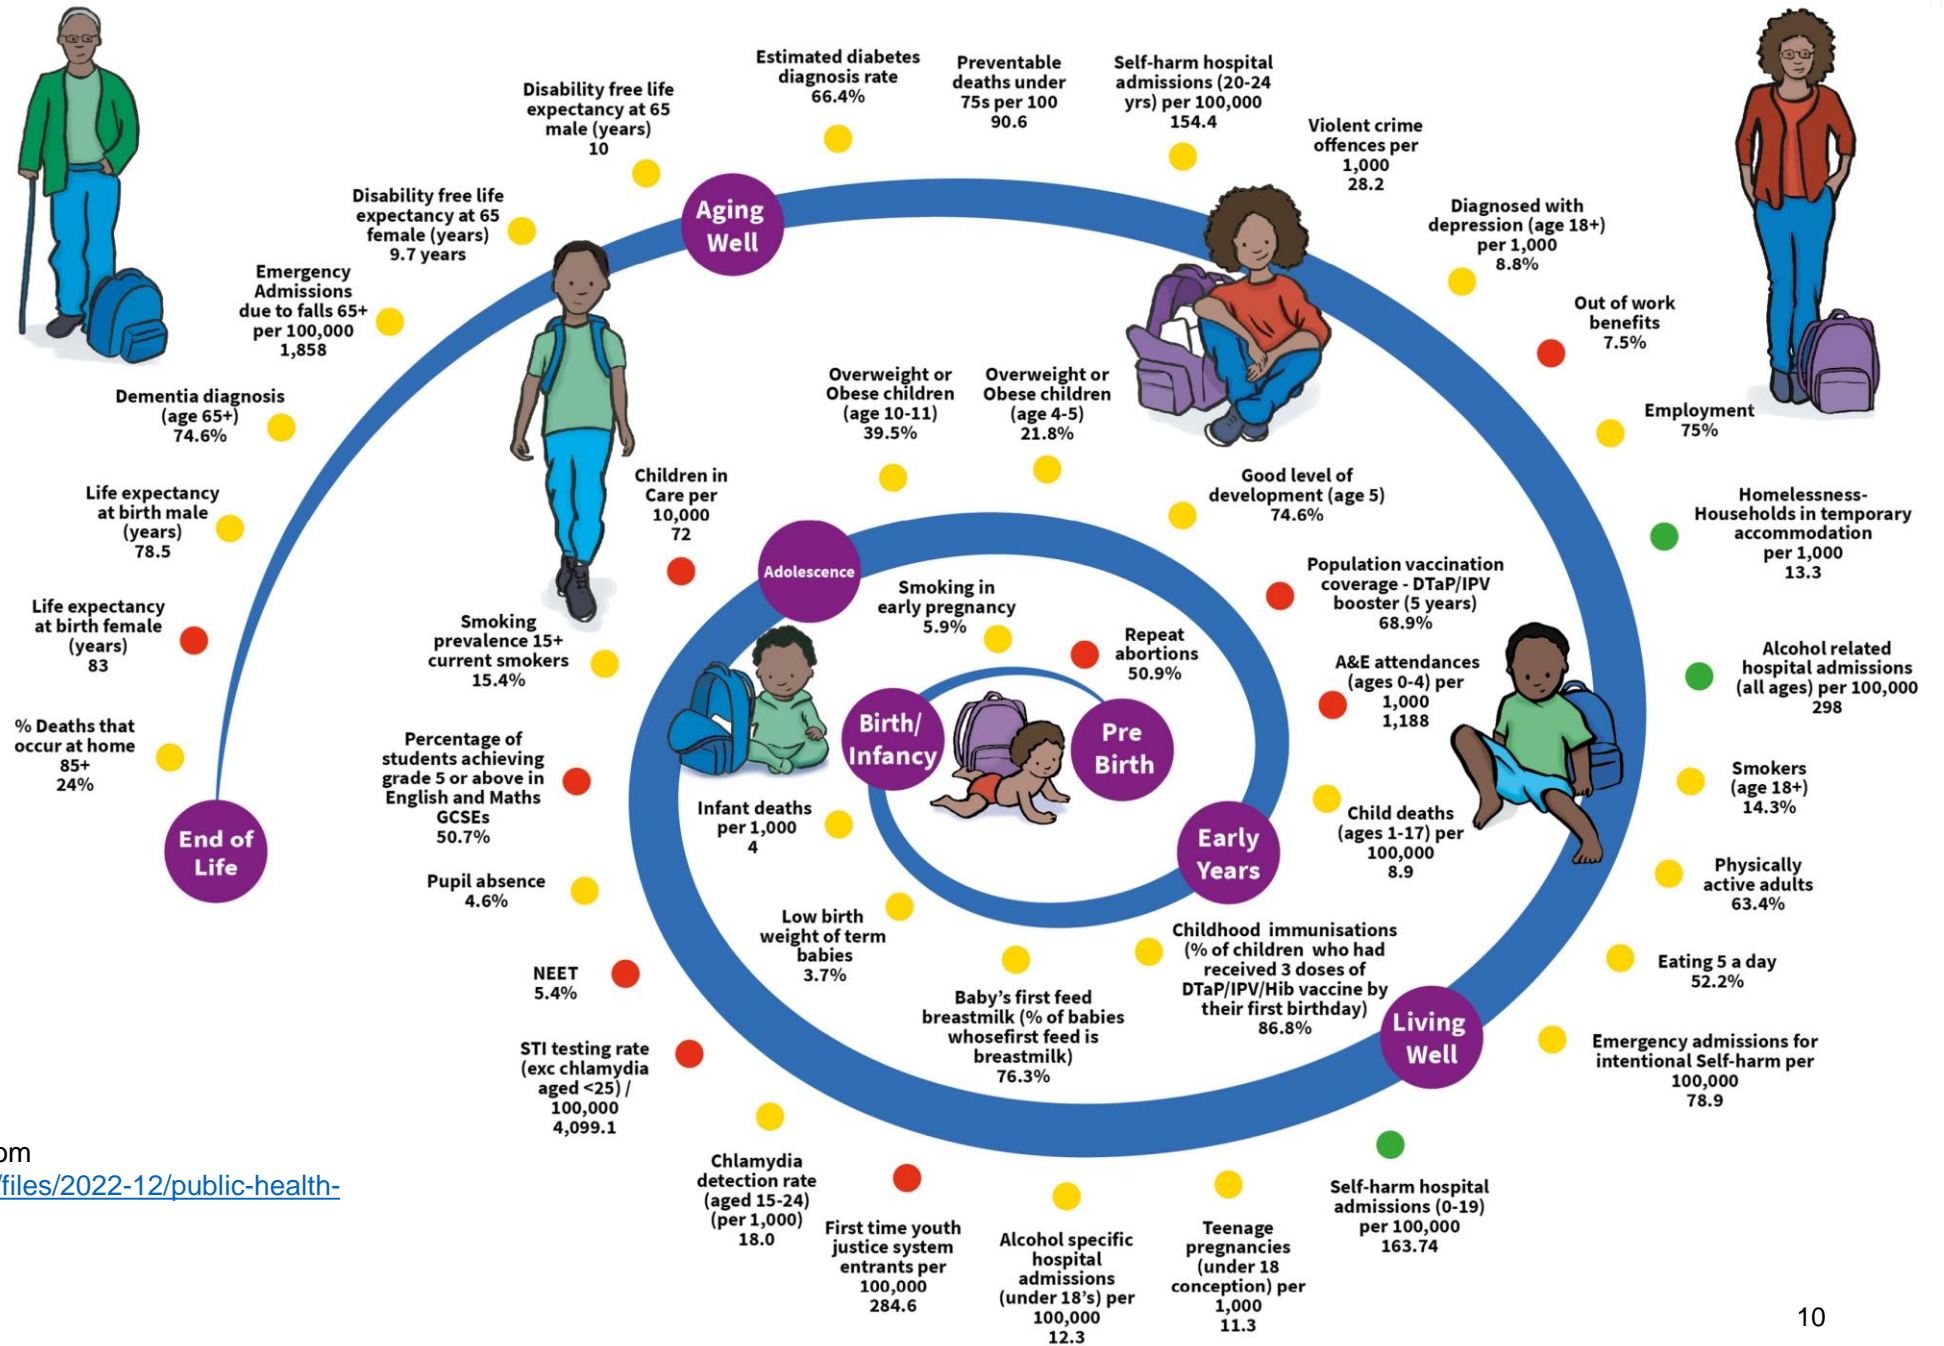 Estimated diabetes
diagnosis rate
66.4%
Preventable
deaths under
75s per 100
90.6
Self-harm hospital
admissions (20-24
yrs) per 100,000
154.4
Disability free life
expectancy at 65
male (years)
10
Violent crime
offences per
1,000
28.2
Disability free life
expectancy at 65
female (years)
9.7 years
Aging
Well
Diagnosed with
depression (age 18+)
per 1,000
8.8%
Emergency
Admissions
due to falls 65+
per 100,000
1,858
Out of work
benefits
7.5%
Dementia diagnosis
(age 65+)
74.6%
Overweight or
Obese children
(age 10-11)
39.5%
Overweight or
Obese children
(age 4-5)
21.8%
Employment
75%
Life expectancy
at birth male
(years)
78.5
Children in
Care per
10,000
72
Good level of
development (age 5)
74.6%
Homelessness-
Households in temporary
accommodation
per 1,000
13.3
Adolescence
Smoking in
early pregnancy
5.9%
Population vaccination
coverage - DTaP/IPV
booster (5 years)
68.9%
Life expectancy
at birth female
(years)
83
Smoking
prevalence 15+
current smokers
15.4%
Repeat
abortions
50.9%
A&E attendances
(ages 0-4) per
1,000
1,188
Alcohol related
hospital admissions
(all ages) per 100,000
298
% Deaths that
occur at home
85+
24%
Percentage of
students achieving
grade 5 or above in
English and Maths
GCSEs
50.7%
Birth/
Infancy
Pre
Birth
Smokers
(age 18+)
14.3%
End of
Life
Infant deaths
per 1,000
4
Early
Years
Child deaths
(ages 1-17) per
100,000
8.9
Physically
active adults
63.4%
Pupil absence
4.6%
Low birth
weight of term
babies
3.7%
Childhood immunisations
(% of children who had
received 3 doses of
DTaP/IPV/Hib vaccine by
their first birthday)
86.8%
Eating 5 a day
52.2%
NEET
5.4%
Baby's first feed
breastmilk (% of babies
whosefirst feed is
breastmilk)
76.3%
Living
Well
STI testing rate
(exc chlamydia
aged <25) /
100,000
4,099.1
Emergency admissions for
intentional Self-harm per
100,000
78.9
om
/files/2022-12/public-health-
Chlamydia
detection rate
(aged 15-24)
(per 1,000)
18.0
First time youth
justice system
entrants per
100,000
284.6
Alcohol specific
hospital
admissions
(under 18's) per
100,000
12.3
Teenage
pregnancies
(under 18
conception) per
1,000
11.3
Self-harm hospital
admissions (0-19)
per 100,000
163.74
10